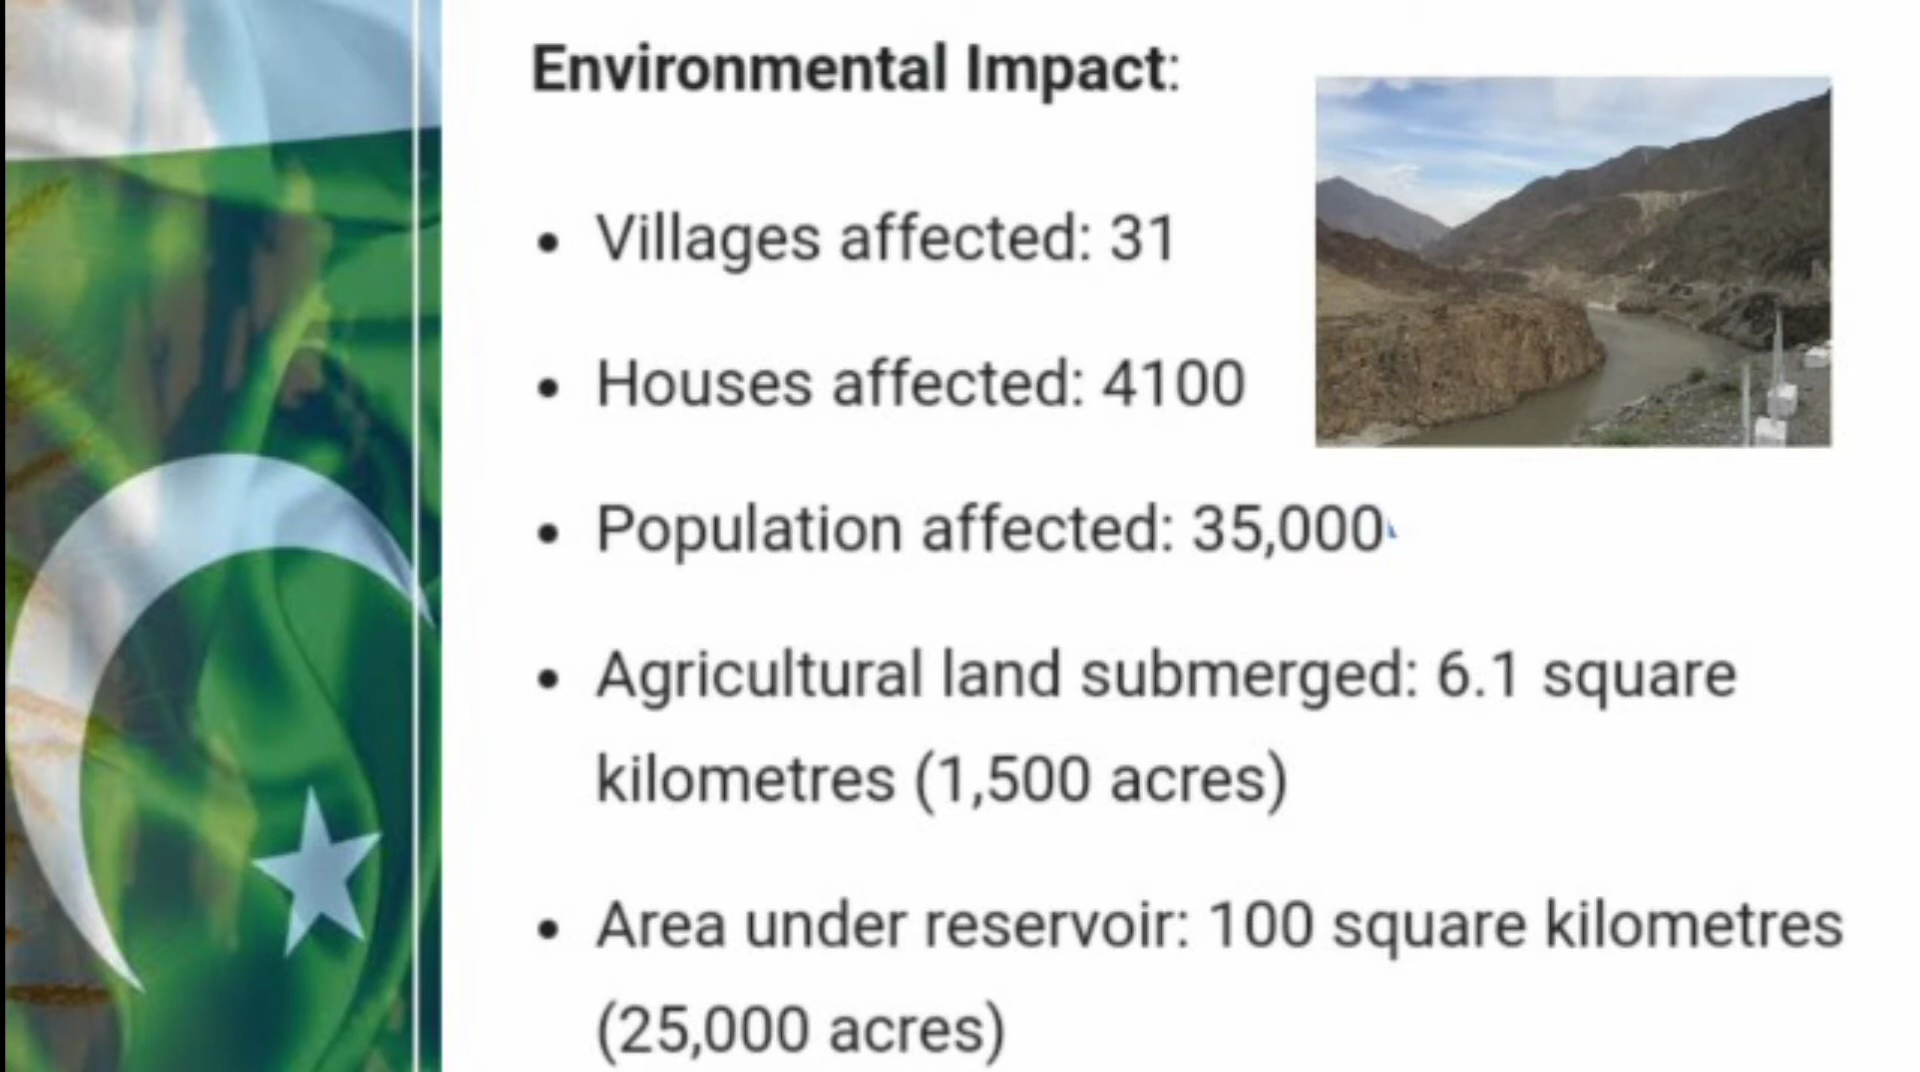 Environmental Impact:
• Villages affected: 31
• Houses affected: 4100
• Population affected: 35,000
• Agricultural land submerged: 6.1 square
kilometres (1,500 acres)
• Area under reservoir: 100 square kilometres
(25,000 acres)